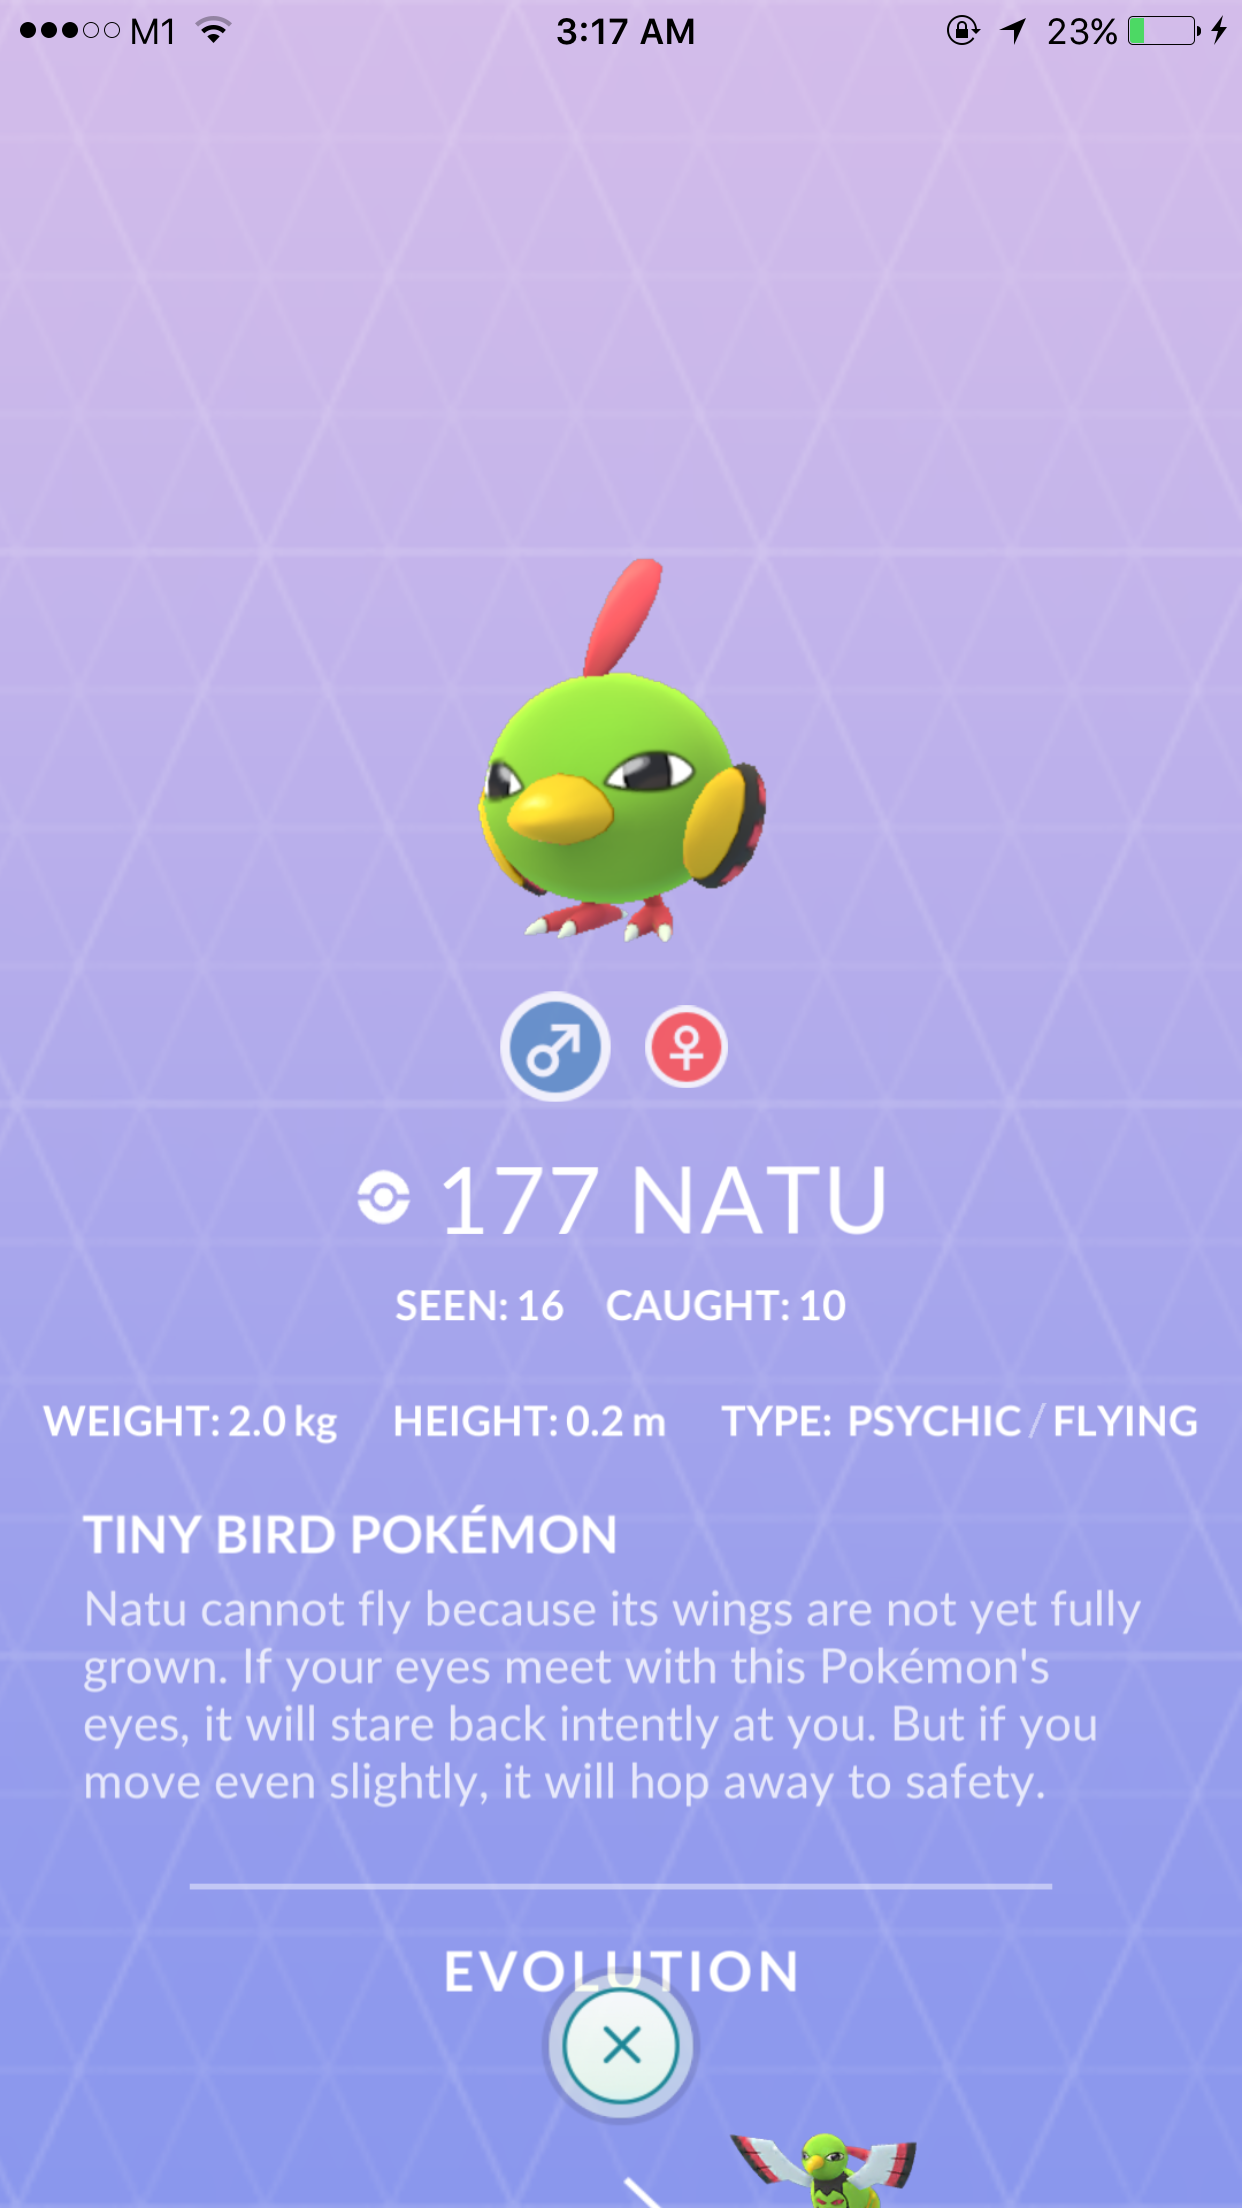 M1 3:17 AM 23%
177 NATU
SEEN: 16 CAUGHT: 10
WEIGHT: 2.0 kg HEIGHT: 0.2 m TYPE: PSYCHIC / FLYING
TINY BIRD POKÉMON
Natu cannot fly because its wings are not yet fully
grown. If your eyes meet with this Pokémon's
eyes, it will stare back intently at you. But if you
move even slightly, it will hop away to safety.
EVOLUTION